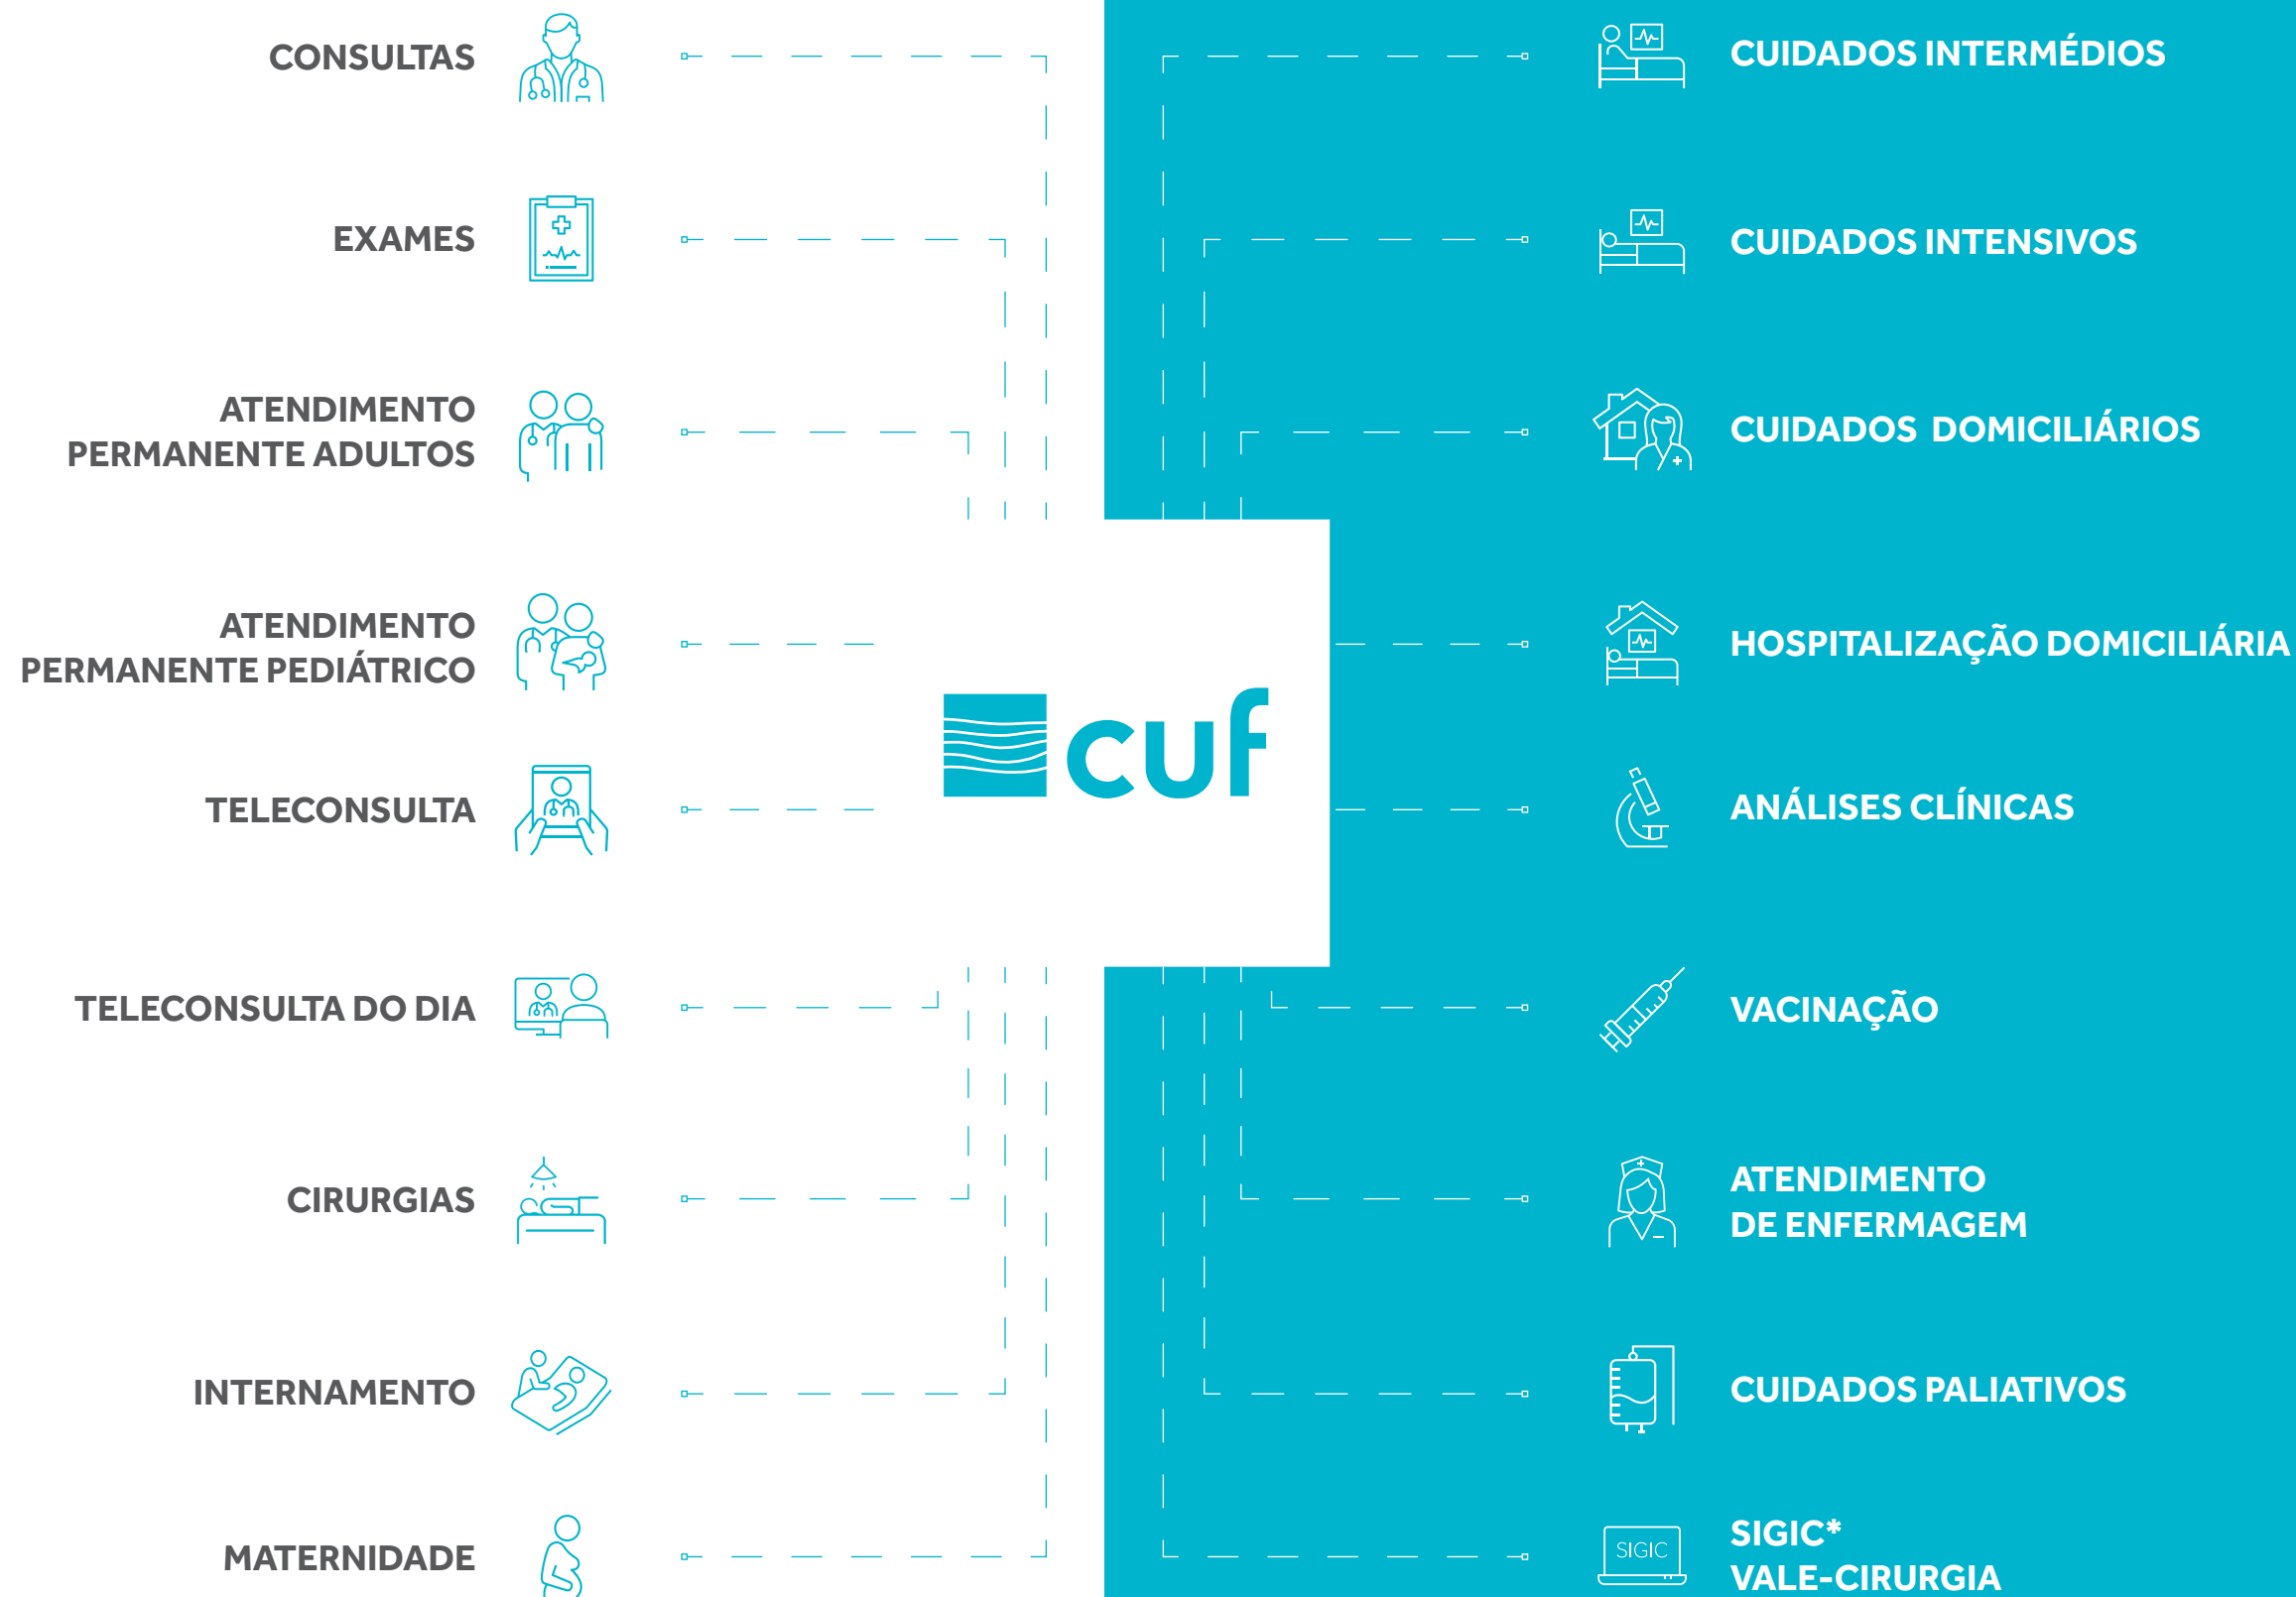 CONSULTAS
EXAMES
ATENDIMENTO
PERMANENTE ADULTOS
ATENDIMENTO
PERMANENTE PEDIÁTRICO
TELECONSULTA
TELECONSULTA DO DIA
CIRURGIAS
INTERNAMENTO
MATERNIDADE
cuf
CUIDADOS INTERMÉDIOS
CUIDADOS INTENSIVOS
CUIDADOS DOMICILIÁRIOS
HOSPITALIZAÇÃO DOMICILIÁRIA
ANÁLISES CLÍNICAS
VACINAÇÃO
ATENDIMENTO
DE ENFERMAGEM
CUIDADOS PALIATIVOS
SIGIC
SIGIC*
VALE-CIRURGIA